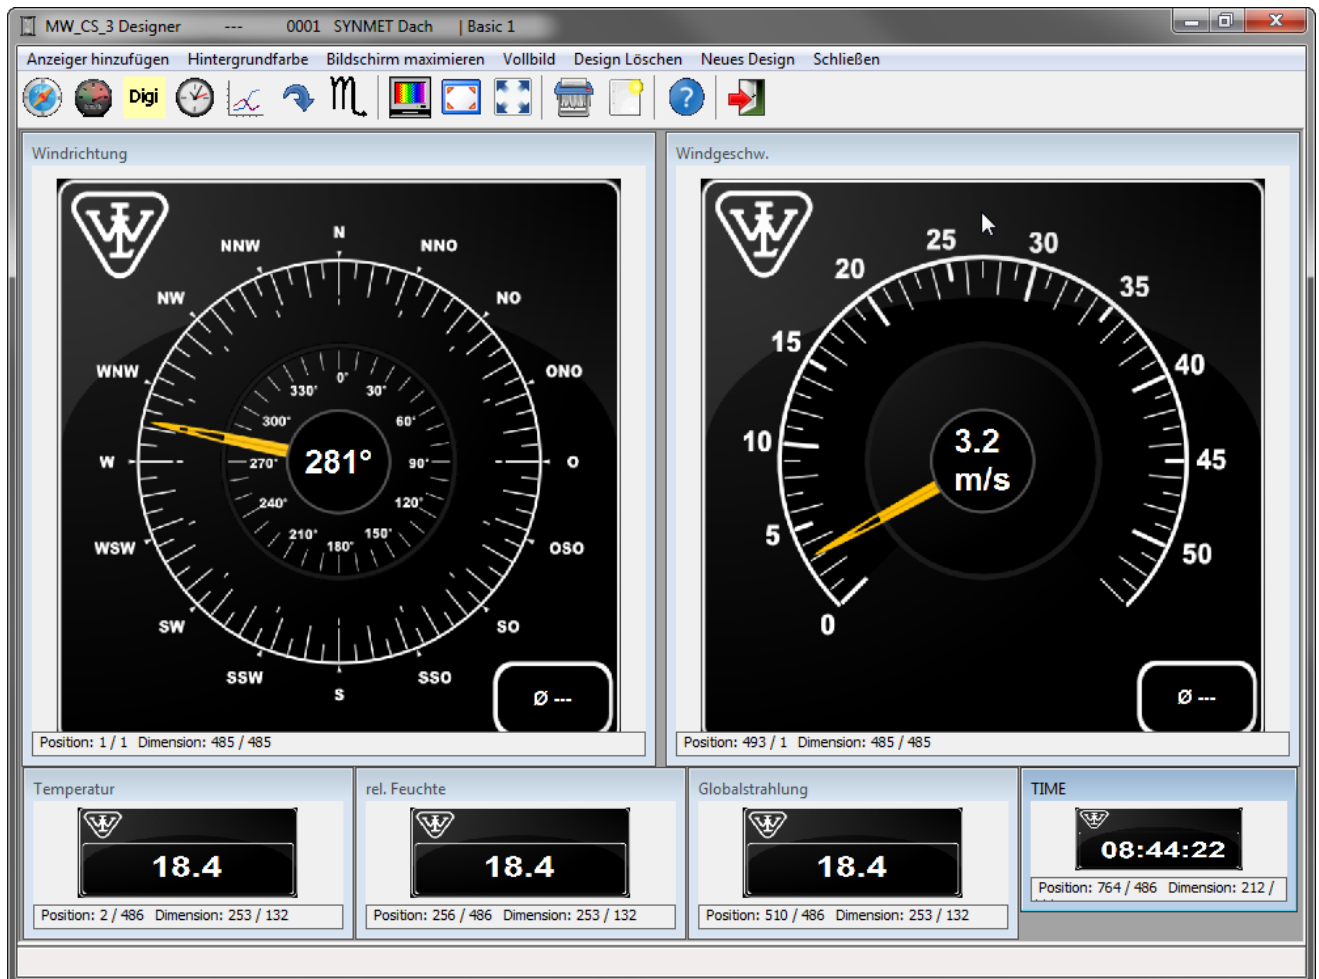 MW_CS_3 Designer --- 0001 SYNMET Dach | Basic 1
Anzeiger hinzufügen Hintergrundfarbe Bildschirm maximieren Vollbild Design Löschen Neues Design Schließen
Digi
Windrichtung
N
NNO
NO
ONO
O
OSO
SO
SSO
S
SSW
SW
WSW
W
WNW
NW
NNW
0°
30°
60°
90°
120°
150°
180°
210°
240°
270°
300°
330°
281°
Ø ---
Position: 1 / 1 Dimension: 485 / 485
Windgeschw.
0
5
10
15
20
25
30
35
40
45
50
3.2
m/s
Ø ---
Position: 493 / 1 Dimension: 485 / 485
Temperatur
18.4
Position: 2 / 486 Dimension: 253 / 132
rel. Feuchte
18.4
Position: 256 / 486 Dimension: 253 / 132
Globalstrahlung
18.4
Position: 510 / 486 Dimension: 253 / 132
TIME
08:44:22
Position: 764 / 486 Dimension: 212 /